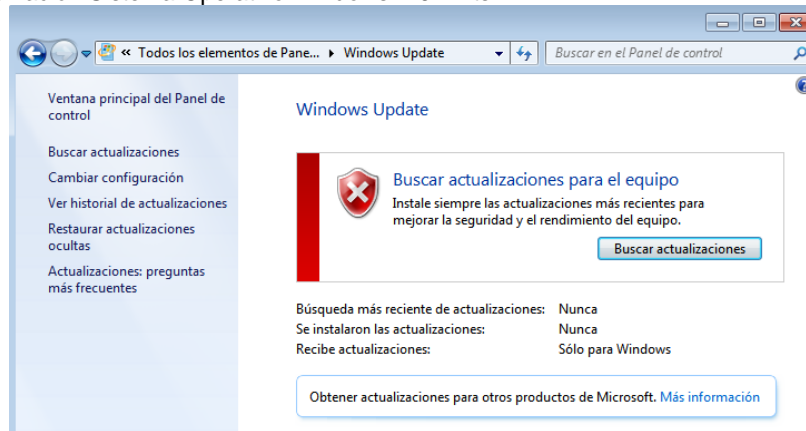 « Todos los elementos de Pane... ▸ Windows Update
Buscar en el Panel de control
Ventana principal del Panel de
control
Buscar actualizaciones
Cambiar configuración
Ver historial de actualizaciones
Restaurar actualizaciones
ocultas
Actualizaciones: preguntas
más frecuentes
Windows Update
Buscar actualizaciones para el equipo
Instale siempre las actualizaciones más recientes para
mejorar la seguridad y el rendimiento del equipo.
Buscar actualizaciones
Búsqueda más reciente de actualizaciones: Nunca
Se instalaron las actualizaciones: Nunca
Recibe actualizaciones: Sólo para Windows
Obtener actualizaciones para otros productos de Microsoft. Más información